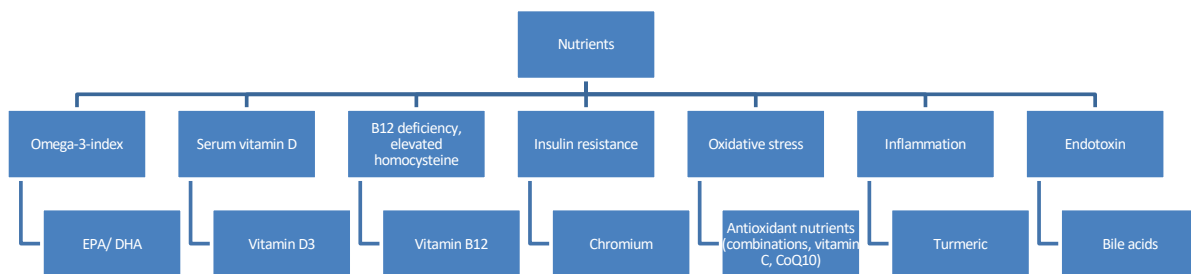 Nutrients
Omega-3-index
Serum vitamin D
B12 deficiency,
elevated
homocysteine
Insulin resistance
Oxidative stress
Inflammation
Endotoxin
EPA/ DHA
Vitamin D3
Vitamin B12
Chromium
Antioxidant nutrients
(combinations, vitamin
C, CoQ10)
Turmeric
Bile acids